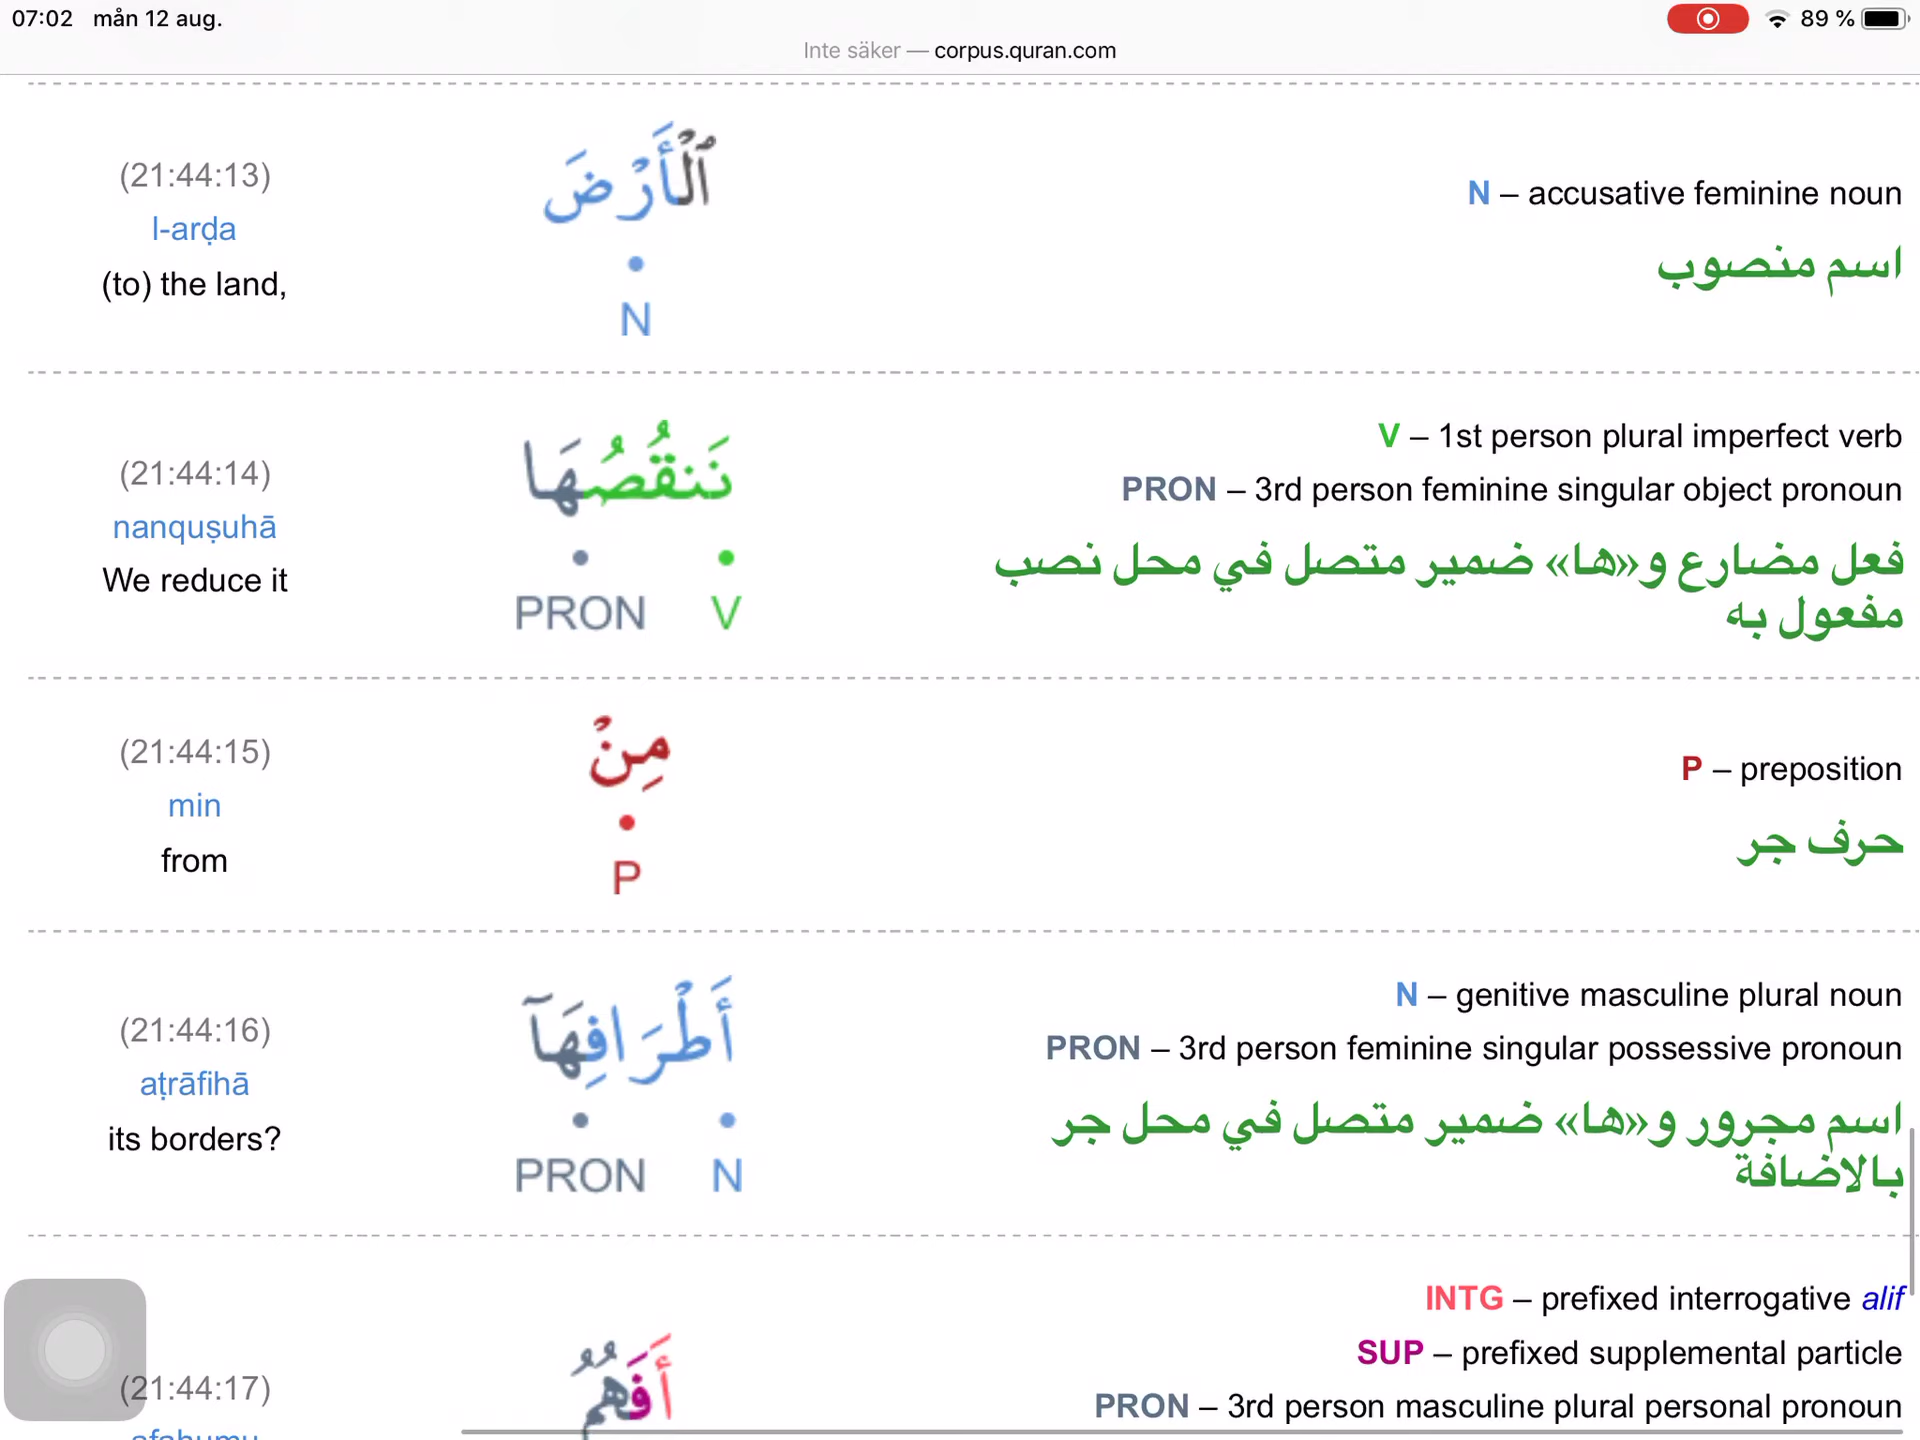 07:02 mån 12 aug.
89 %
Inte säker — corpus.quran.com
(21:44:13)
l-arḍa
(to) the land,
ٱلْأَرْضَ
N
N – accusative feminine noun
اسم منصوب
(21:44:14)
nanquṣuhā
We reduce it
نَنقُصُهَا
PRON V
V – 1st person plural imperfect verb
PRON – 3rd person feminine singular object pronoun
فعل مضارع و«ها» ضمير متصل في محل نصب
مفعول به
(21:44:15)
min
from
مِنْ
P
P – preposition
حرف جر
(21:44:16)
aṭrāfihā
its borders?
أَطْرَافِهَآ
PRON N
N – genitive masculine plural noun
PRON – 3rd person feminine singular possessive pronoun
اسم مجرور و«ها» ضمير متصل في محل جر
بالاضافة
(21:44:17)
أَفَهُمُ
INTG – prefixed interrogative alif
SUP – prefixed supplemental particle
PRON – 3rd person masculine plural personal pronoun